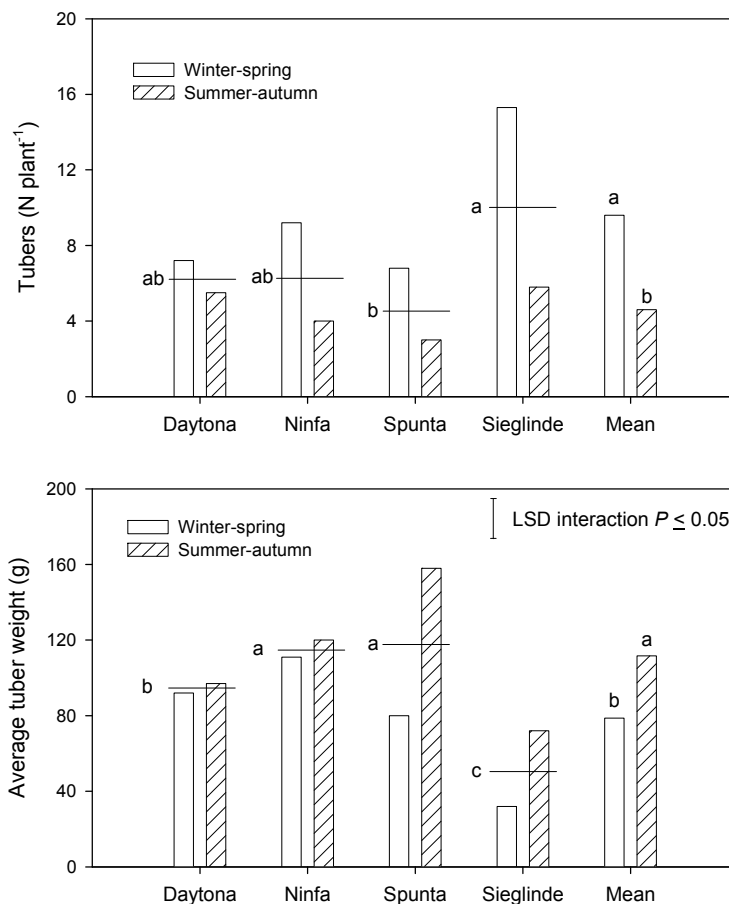 20
16
12
8
4
0
Tubers (N plant⁻¹)
Winter-spring
Summer-autumn
ab
ab
b
a
a
b
Daytona Ninfa Spunta Sieglinde Mean
200
160
120
80
40
0
Average tuber weight (g)
Winter-spring
Summer-autumn
LSD interaction P ≤ 0.05
b
a
a
c
b
a
Daytona Ninfa Spunta Sieglinde Mean